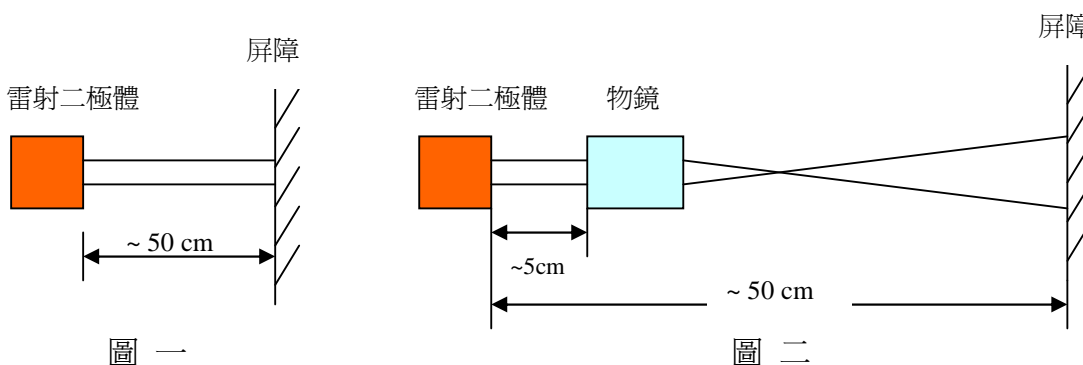 屏障
雷射二極體
~ 50 cm
圖 一
屏障
雷射二極體 物鏡
~5cm
~ 50 cm
圖 二